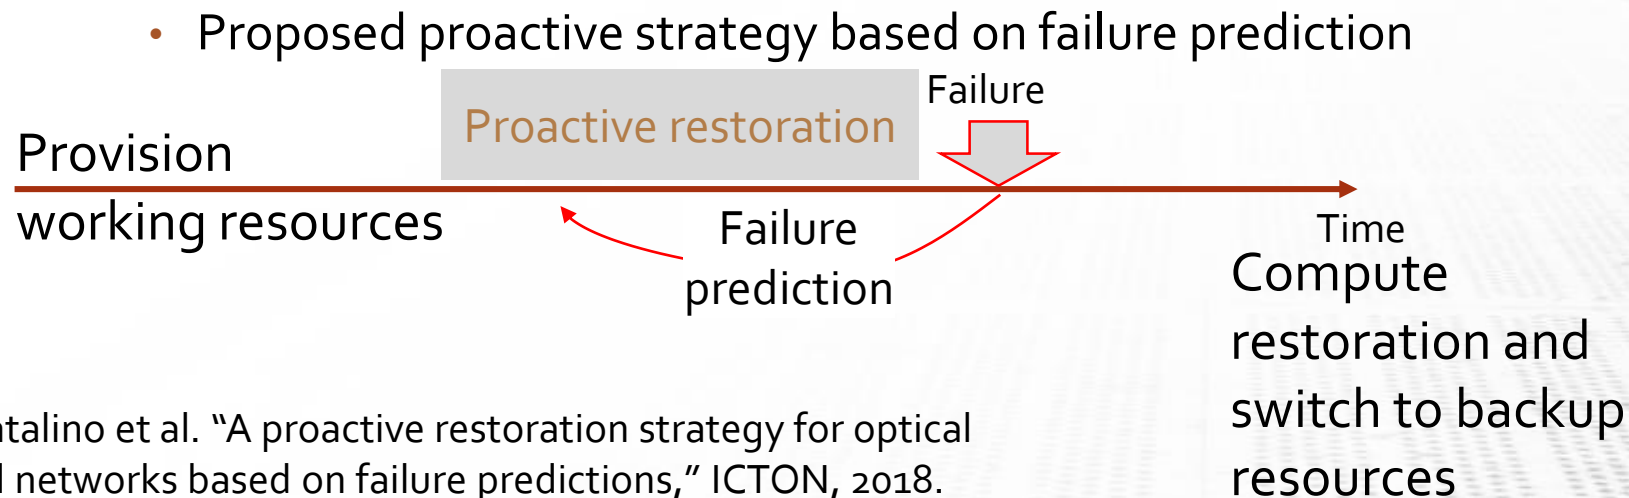 • Proposed proactive strategy based on failure prediction
Failure
Proactive restoration
Provision
working resources
Failure
prediction
Time
Compute
restoration and
switch to backup
resources
et al. “A proactive restoration strategy for optical
networks based on failure predictions,” ICTON, 2018.